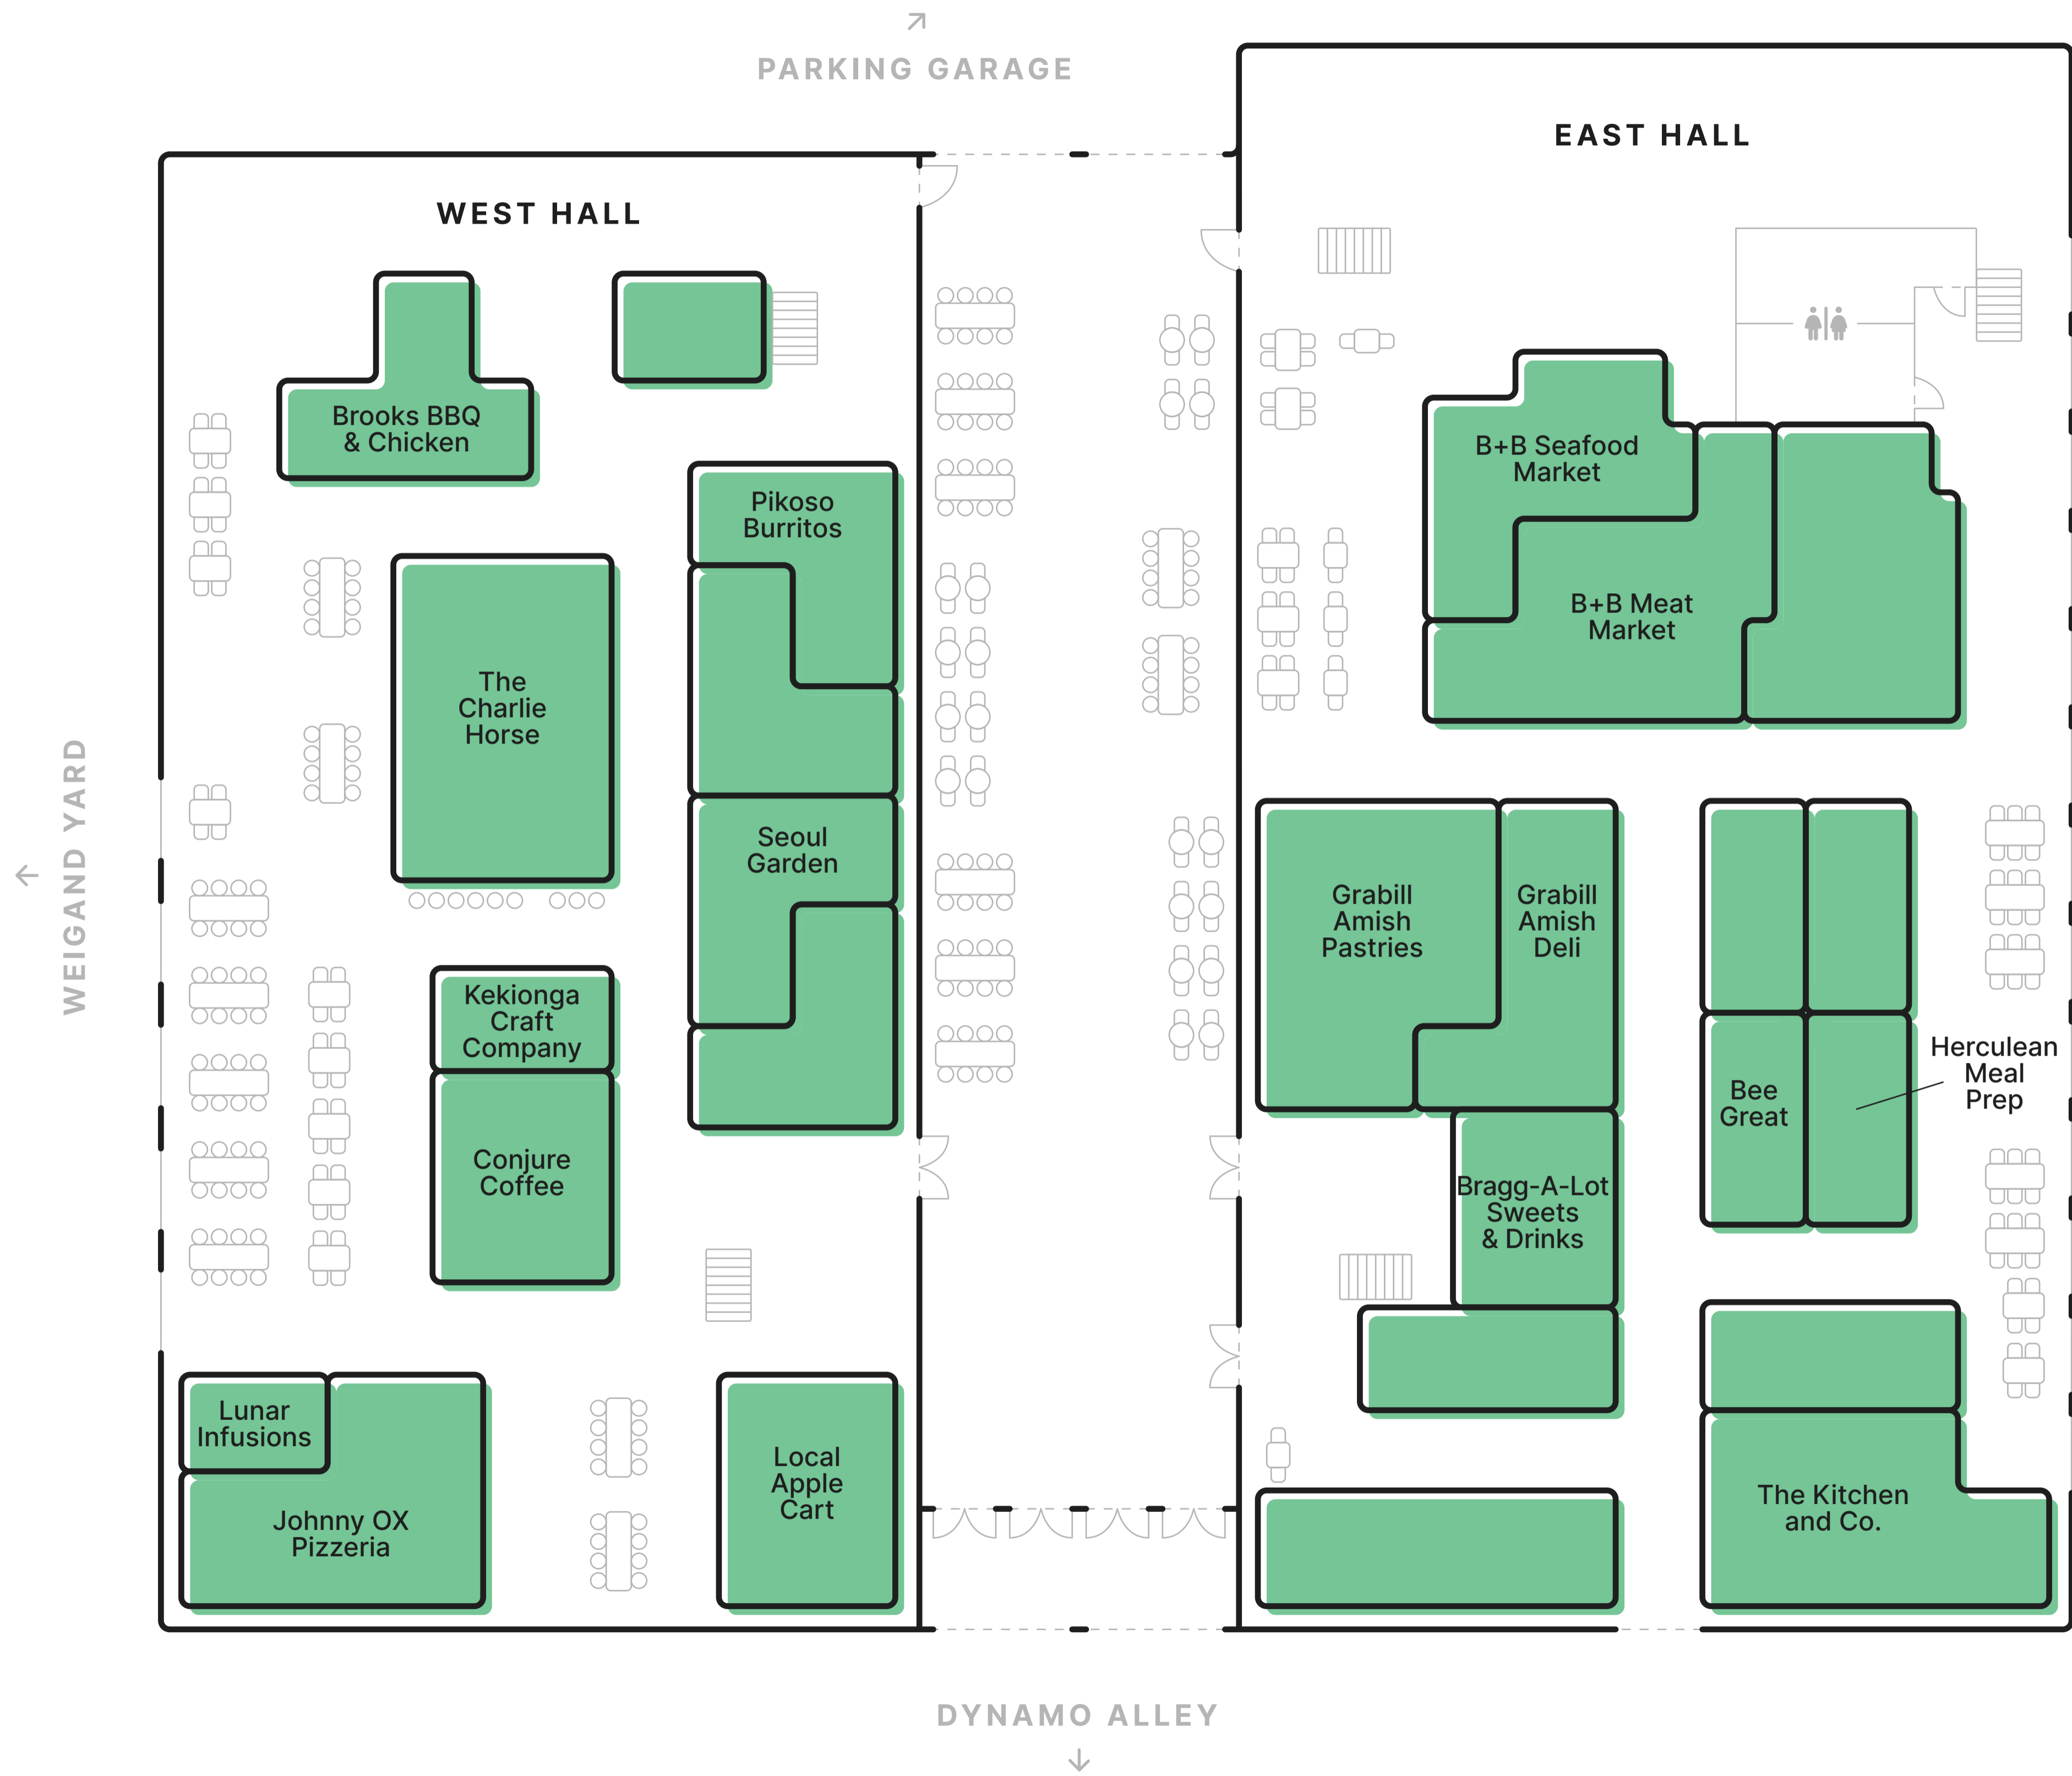 PARKING GARAGE
EAST HALL
WEST HALL
Brooks BBQ
& Chicken
Pikoso
Burritos
B+B Seafood
Market
B+B Meat
Market
The
Charlie
Horse
WEIGAND YARD
Seoul
Garden
Grabill
Amish
Pastries
Grabill
Amish
Deli
Kekionga
Craft
Company
Herculean
Meal
Prep
Bee
Great
Conjure
Coffee
Bragg-A-Lot
Sweets
& Drinks
Lunar
Infusions
Local
Apple
Cart
Johnny OX
Pizzeria
The Kitchen
and Co.
DYNAMO ALLEY